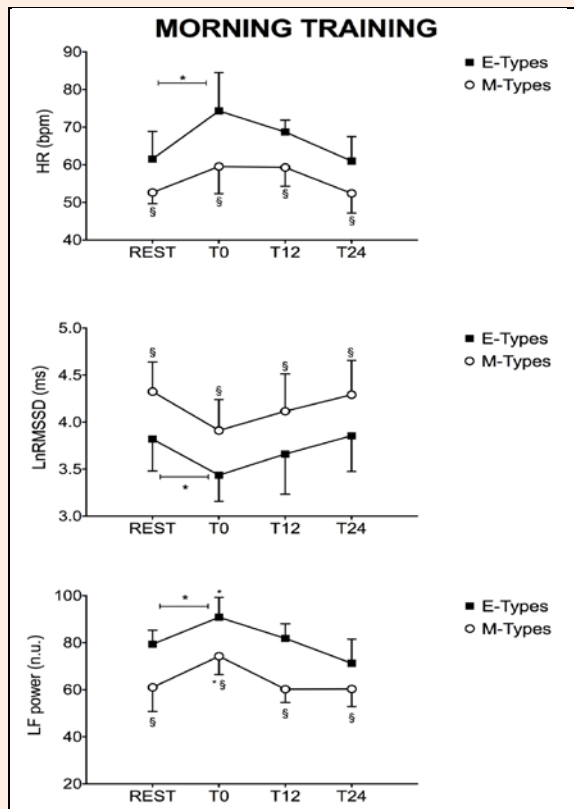 MORNING TRAINING
HR (bpm)
90
80
70
60
50
40
*
§ § § §
REST T0 T12 T24
E-Types
M-Types
LnRMSSD (ms)
5.0
4.5
4.0
3.5
3.0
§ § § §
*
REST T0 T12 T24
E-Types
M-Types
LF power (n.u.)
100
80
60
40
20
* *
§ *§ § §
REST T0 T12 T24
E-Types
M-Types